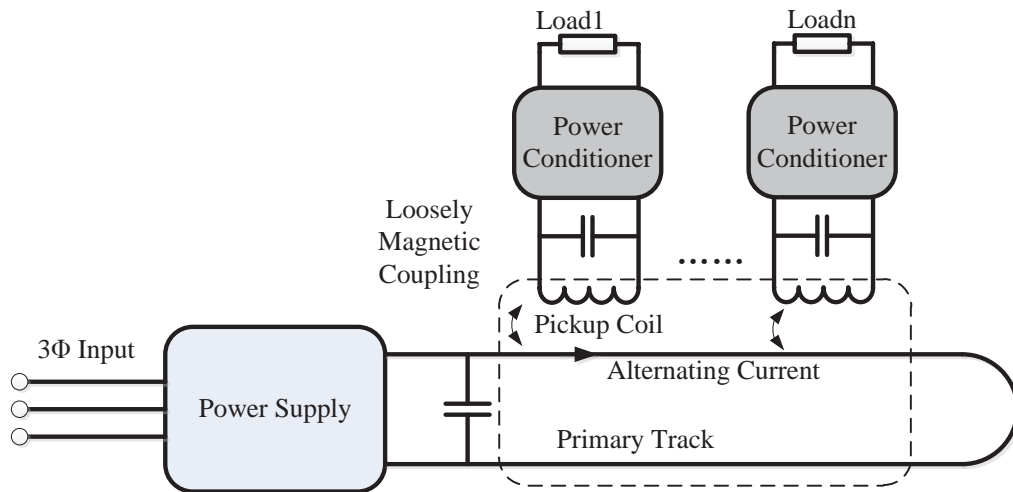 Load1
Loadn
Power
Conditioner
Power
Conditioner
Loosely
Magnetic
Coupling
......
Pickup Coil
3Φ Input
Alternating Current
Power Supply
Primary Track